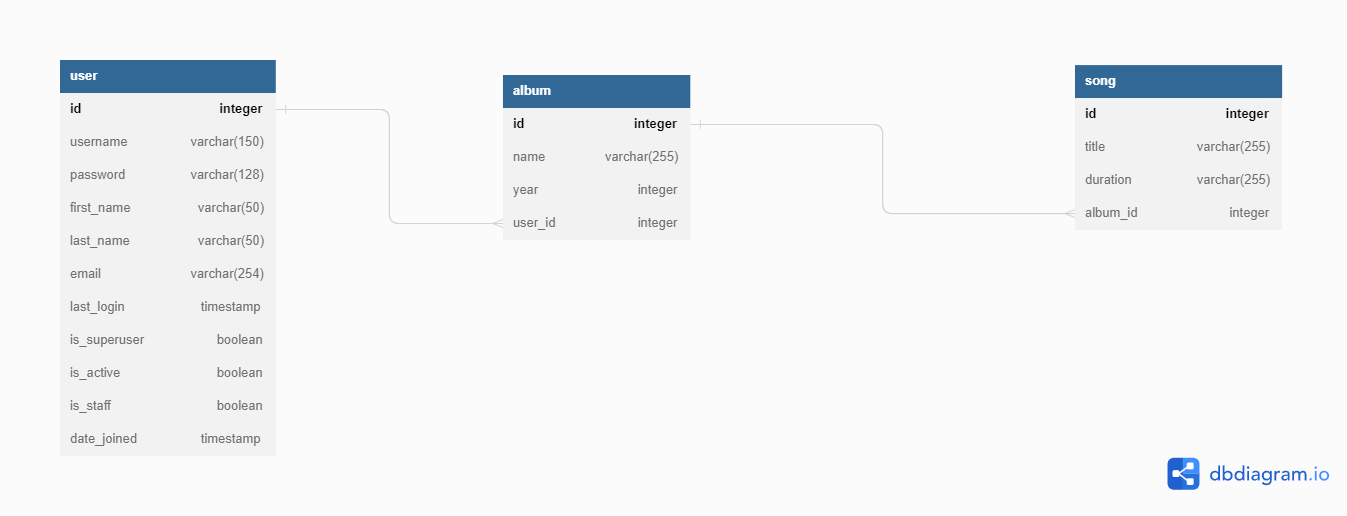 user
id integer
username varchar(150)
password varchar(128)
first_name varchar(50)
last_name varchar(50)
email varchar(254)
last_login timestamp
is_superuser boolean
is_active boolean
is_staff boolean
date_joined timestamp
album
id integer
name varchar(255)
year integer
user_id integer
song
id integer
title varchar(255)
duration varchar(255)
album_id integer
dbdiagram.io